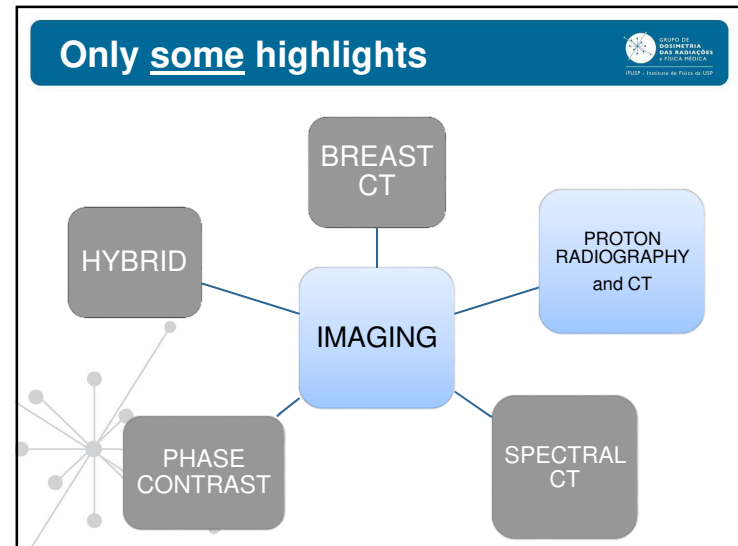 Only some highlights
GRUPO DE
DOSIMETRIA
DAS RADIAÇÕES
e FÍSICA MÉDICA
IFUSP - Instituto de Física da USP
BREAST
CT
HYBRID
PROTON
RADIOGRAPHY
and CT
IMAGING
PHASE
CONTRAST
SPECTRAL
CT